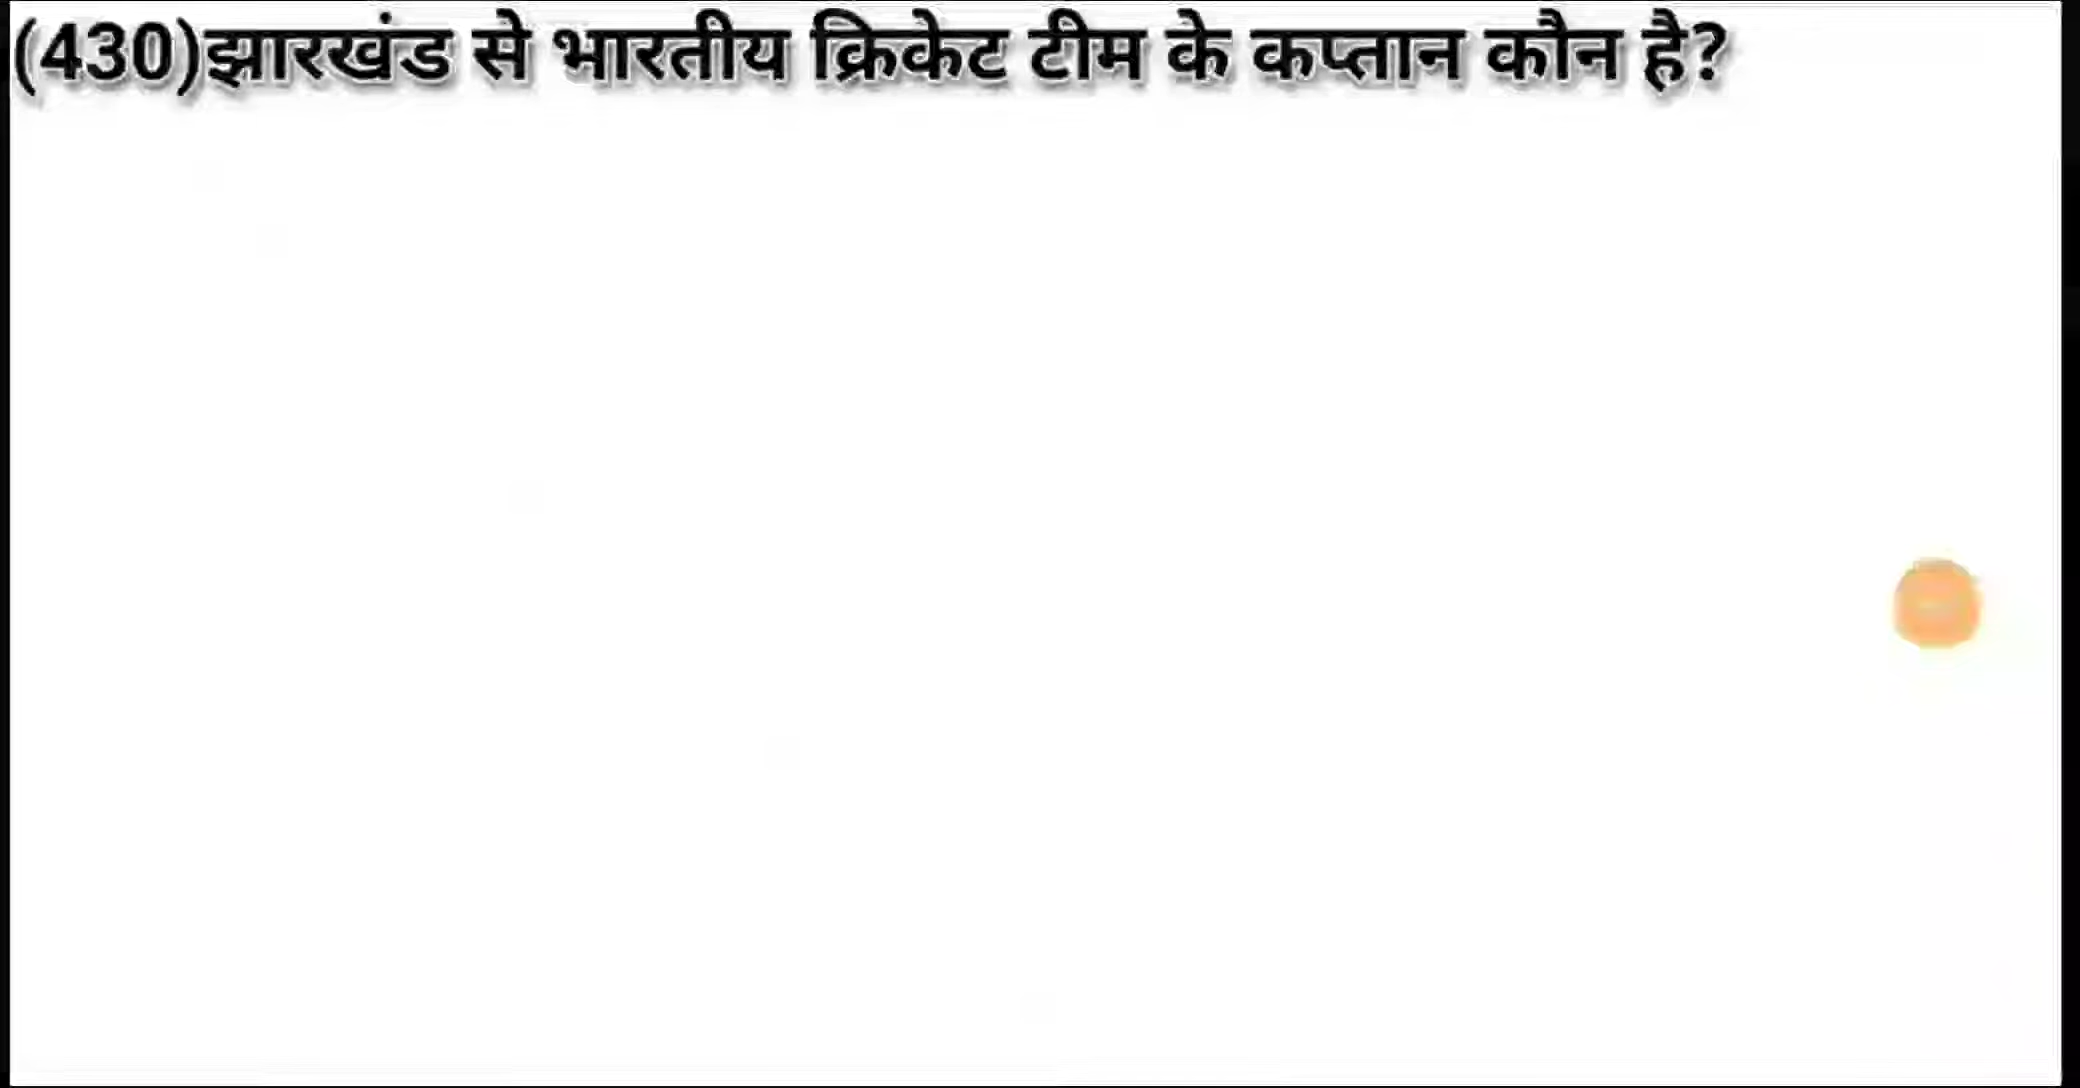 (430)झारखंड से भारतीय क्रिकेट टीम के कप्तान कौन है?